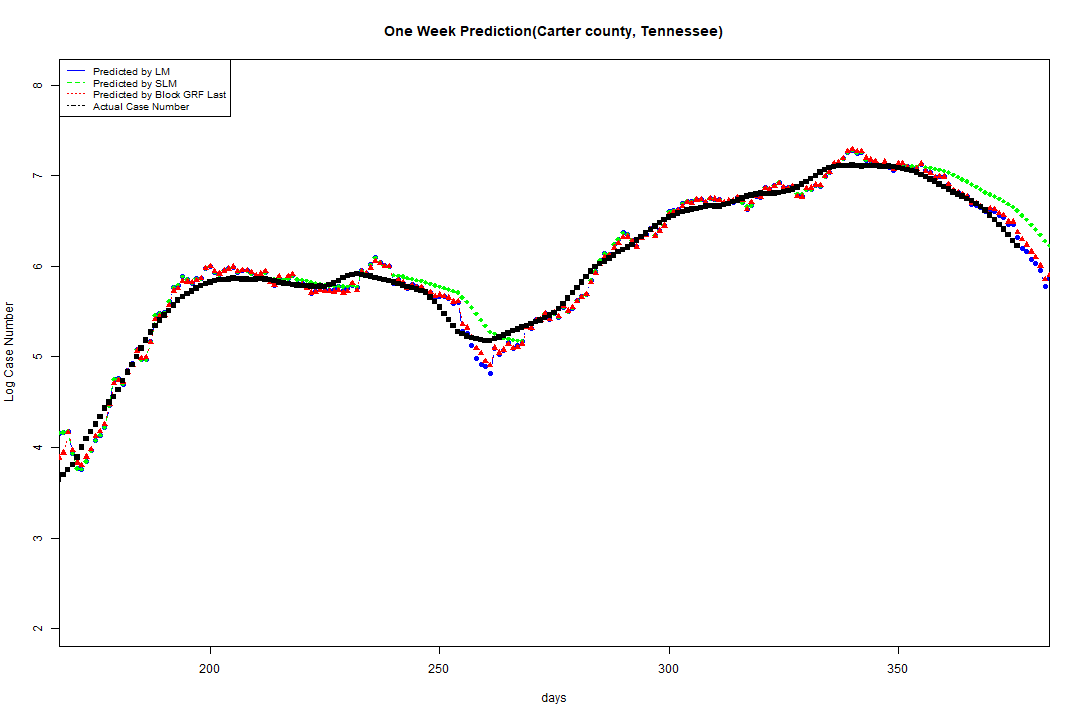 One Week Prediction(Carter county, Tennessee)
Predicted by LM
Predicted by SLM
Predicted by Block GRF Last
Actual Case Number
8
7
6
5
4
3
2
Log Case Number
200 250 300 350
days